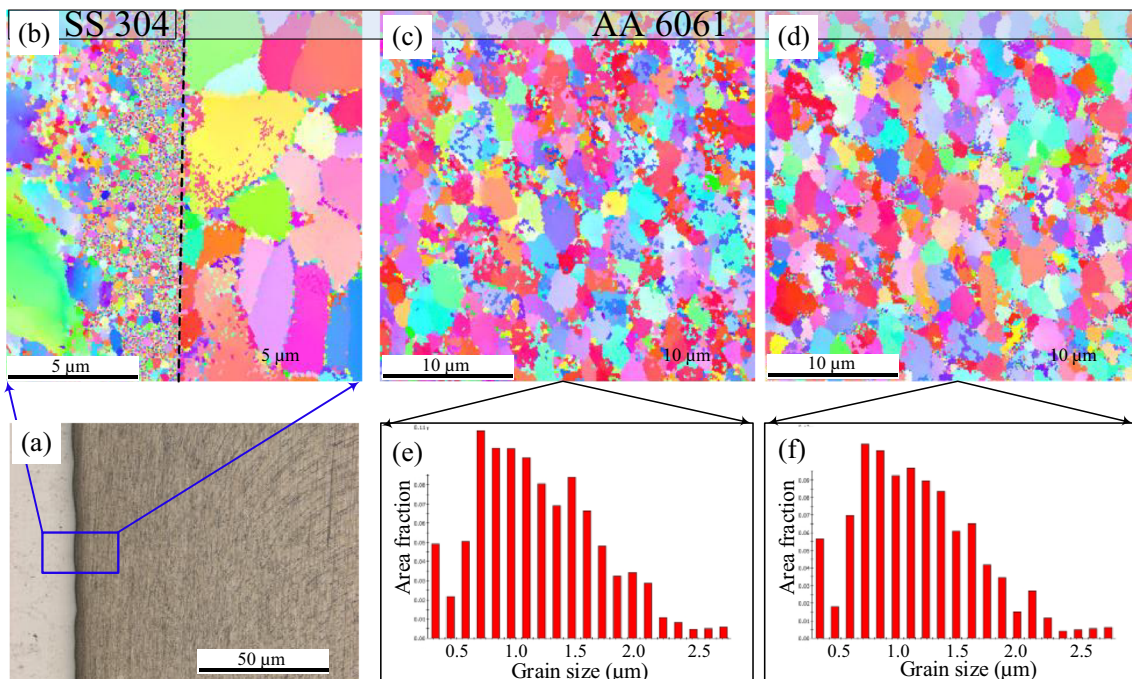 (b) SS 304
AA 6061
(c)
(d)
5 µm
5 µm
10 µm
10 µm
10 µm
10 µm
(a)
50 µm
(e)
Area fraction
0.5 1.0 1.5 2.0 2.5
Grain size (µm)
(f)
Area fraction
0.5 1.0 1.5 2.0 2.5
Grain size (µm)